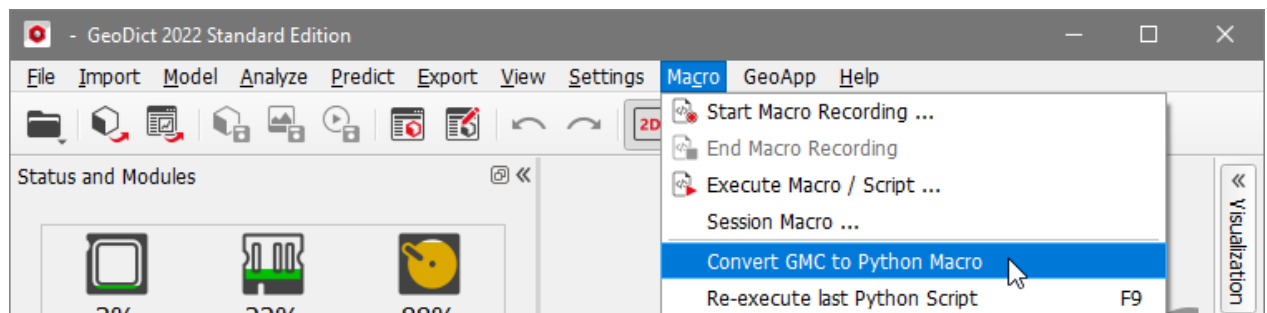 - GeoDict 2022 Standard Edition
File Import Model Analyze Predict Export View Settings Macro GeoApp Help
2D
Start Macro Recording ...
End Macro Recording
Execute Macro / Script ...
Session Macro ...
Convert GMC to Python Macro
Re-execute last Python Script F9
Status and Modules
Visualization